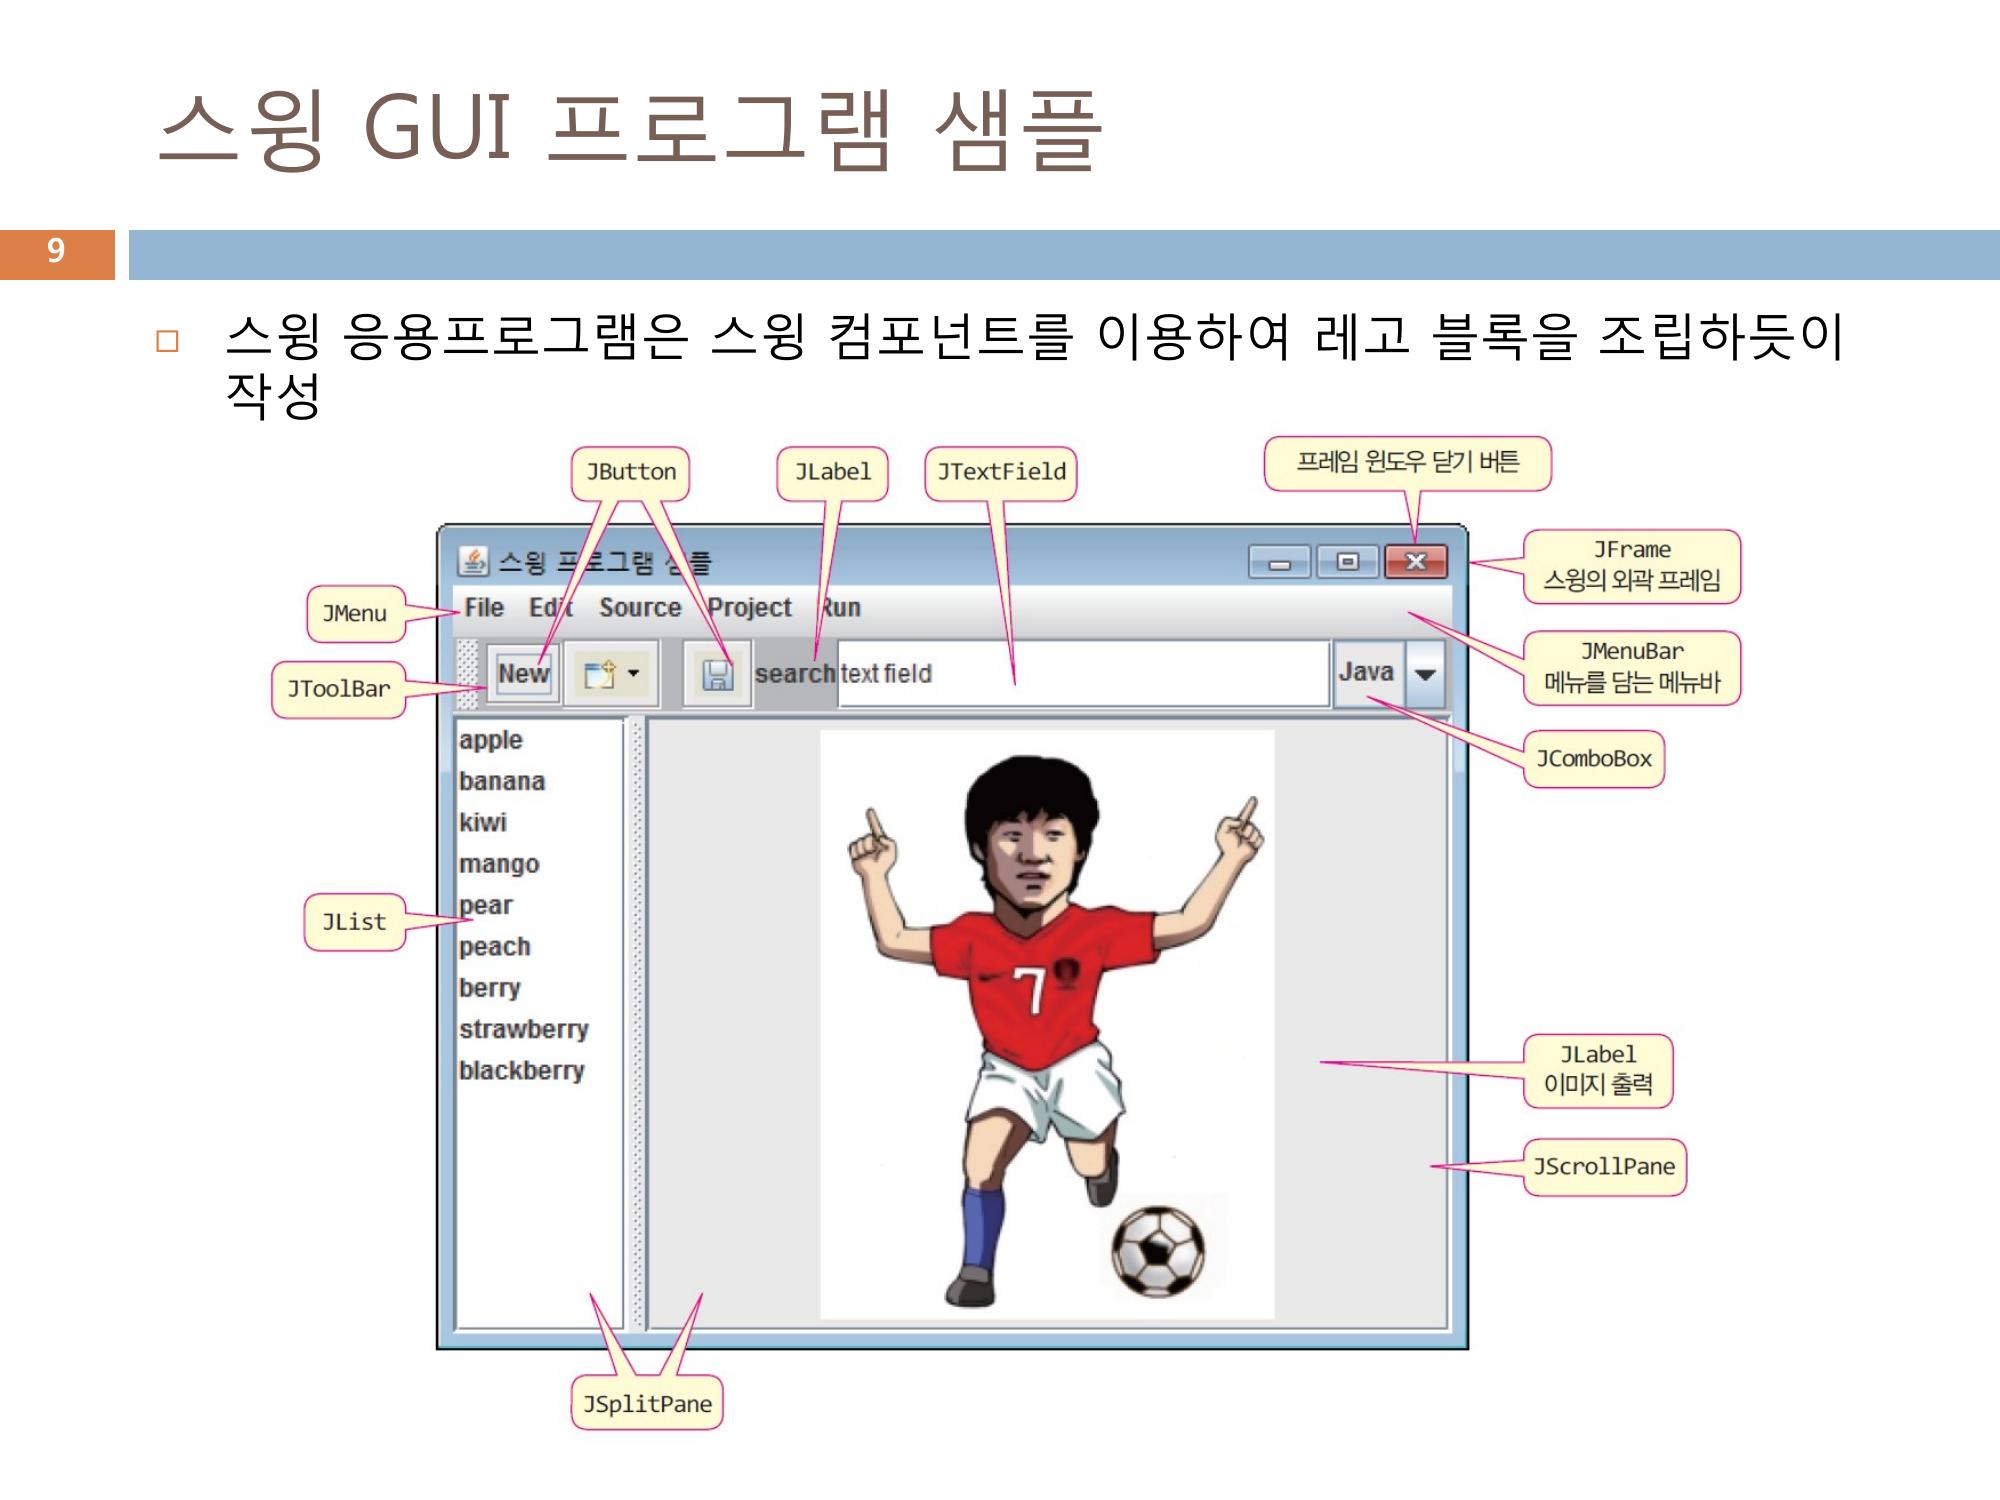 스윙 GUI 프로그램 샘플
9
스윙 응용프로그램은 스윙 컴포넌트를 이용하여 레고 블록을 조립하듯이
작성
JButton
JLabel
JTextField
프레임 윈도우 닫기 버튼
스윙 프로그램 샘플
JFrame
스윙의 외곽 프레임
JMenu
File Edit Source Project Run
JMenuBar
메뉴를 담는 메뉴바
JToolBar
New
search
text field
Java
JComboBox
apple
banana
kiwi
mango
pear
peach
berry
strawberry
blackberry
JList
7
JLabel
이미지 출력
JScrollPane
JSplitPane